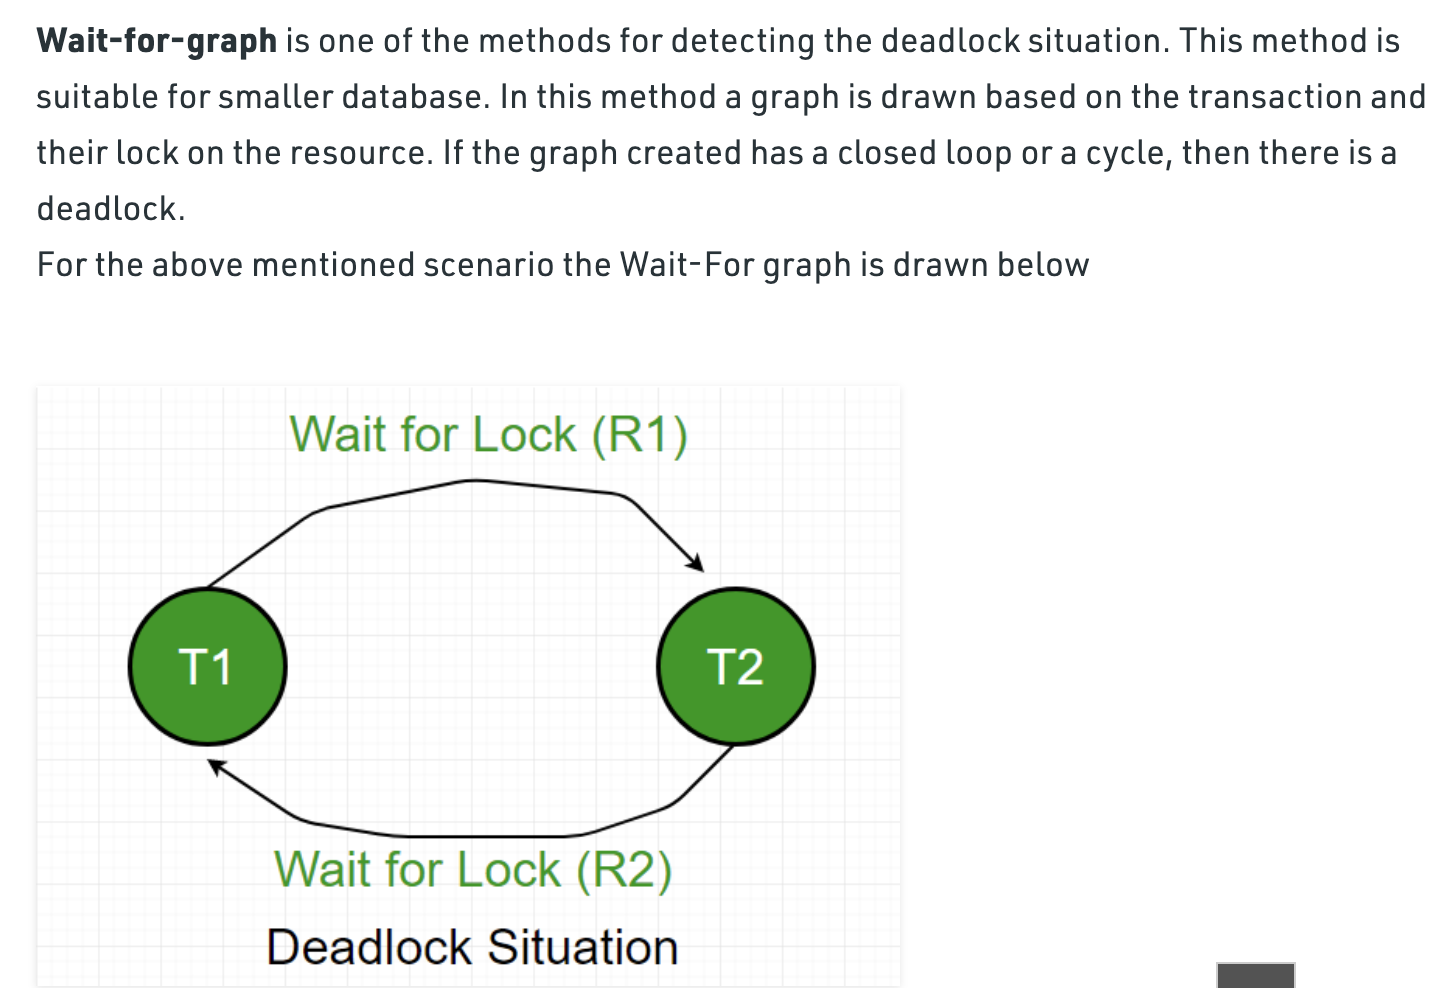 Wait-for-graph is one of the methods for detecting the deadlock situation. This method is
suitable for smaller database. In this method a graph is drawn based on the transaction and
their lock on the resource. If the graph created has a closed loop or a cycle, then there is a
deadlock.
For the above mentioned scenario the Wait-For graph is drawn below
Wait for Lock (R1)
T1
T2
Wait for Lock (R2)
Deadlock Situation